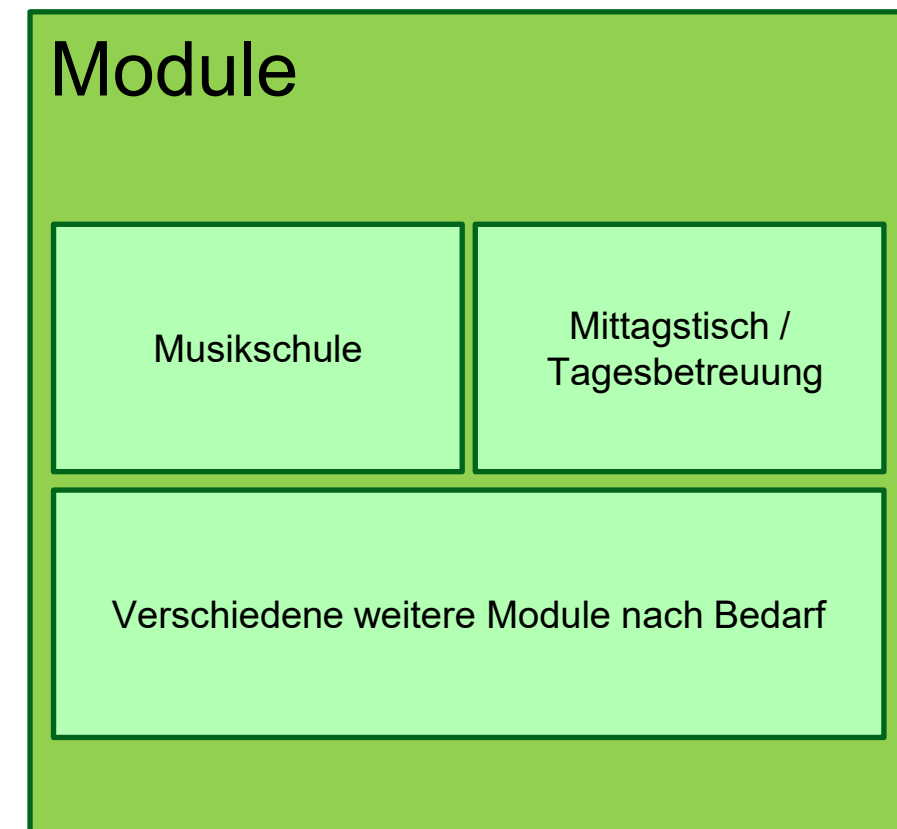 Module
Musikschule
Mittagstisch /
Tagesbetreuung
Verschiedene weitere Module nach Bedarf